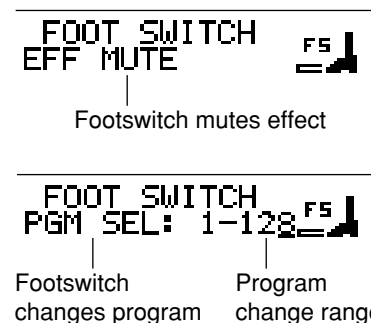 FOOT SWITCH
EFF MUTE
FS
Footswitch mutes effect
FOOT SWITCH
PGM SEL: 1-128
FS
Footswitch
changes program
Program
change range